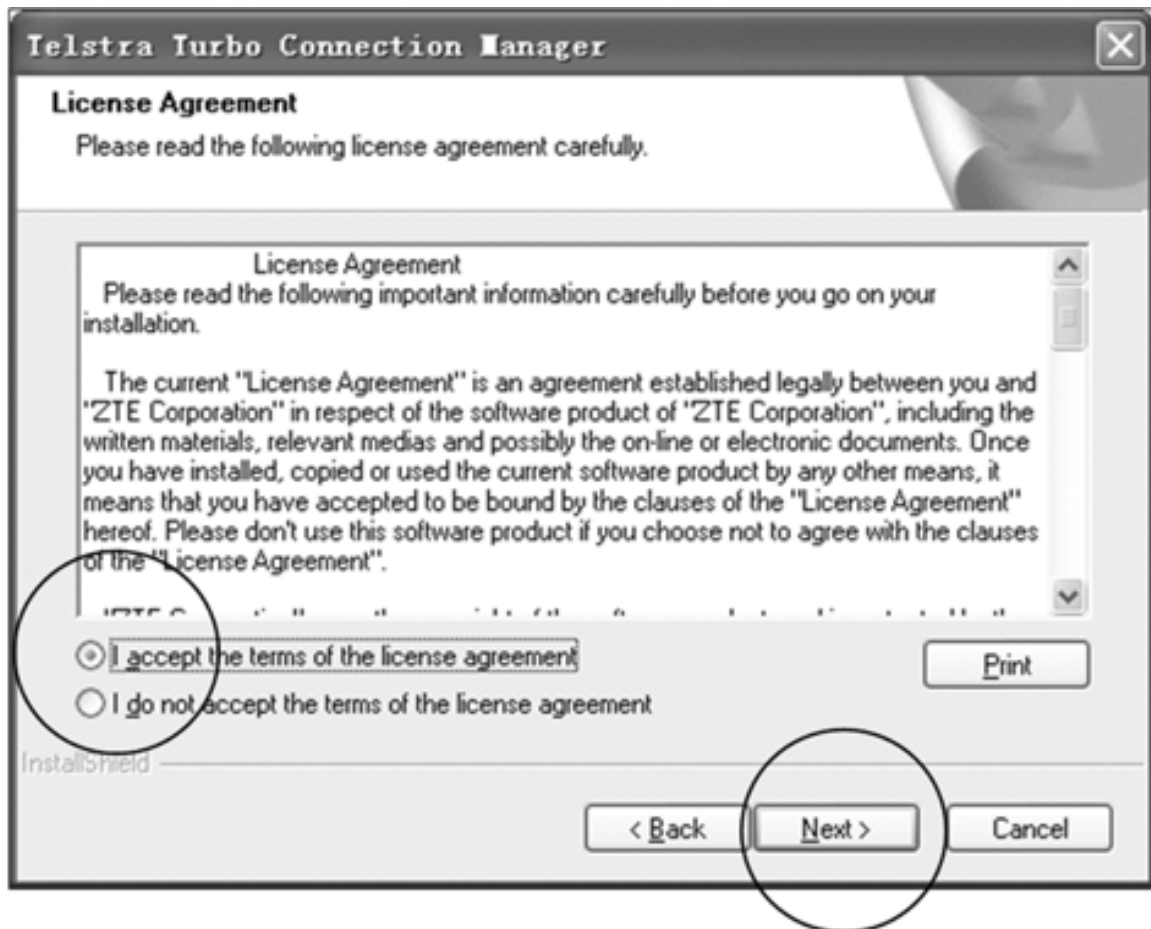 Telstra Turbo Connection Manager
License Agreement
Please read the following license agreement carefully.
License Agreement
Please read the following important information carefully before you go on your
installation.
The current "License Agreement" is an agreement established legally between you and
"ZTE Corporation" in respect of the software product of "ZTE Corporation", including the
written materials, relevant medias and possibly the on-line or electronic documents. Once
you have installed, copied or used the current software product by any other means, it
means that you have accepted to be bound by the clauses of the "License Agreement"
hereof. Please don't use this software product if you choose not to agree with the clauses
of the "License Agreement".
I accept the terms of the license agreement
Print
I do not accept the terms of the license agreement
InstallShield
< Back
Next >
Cancel